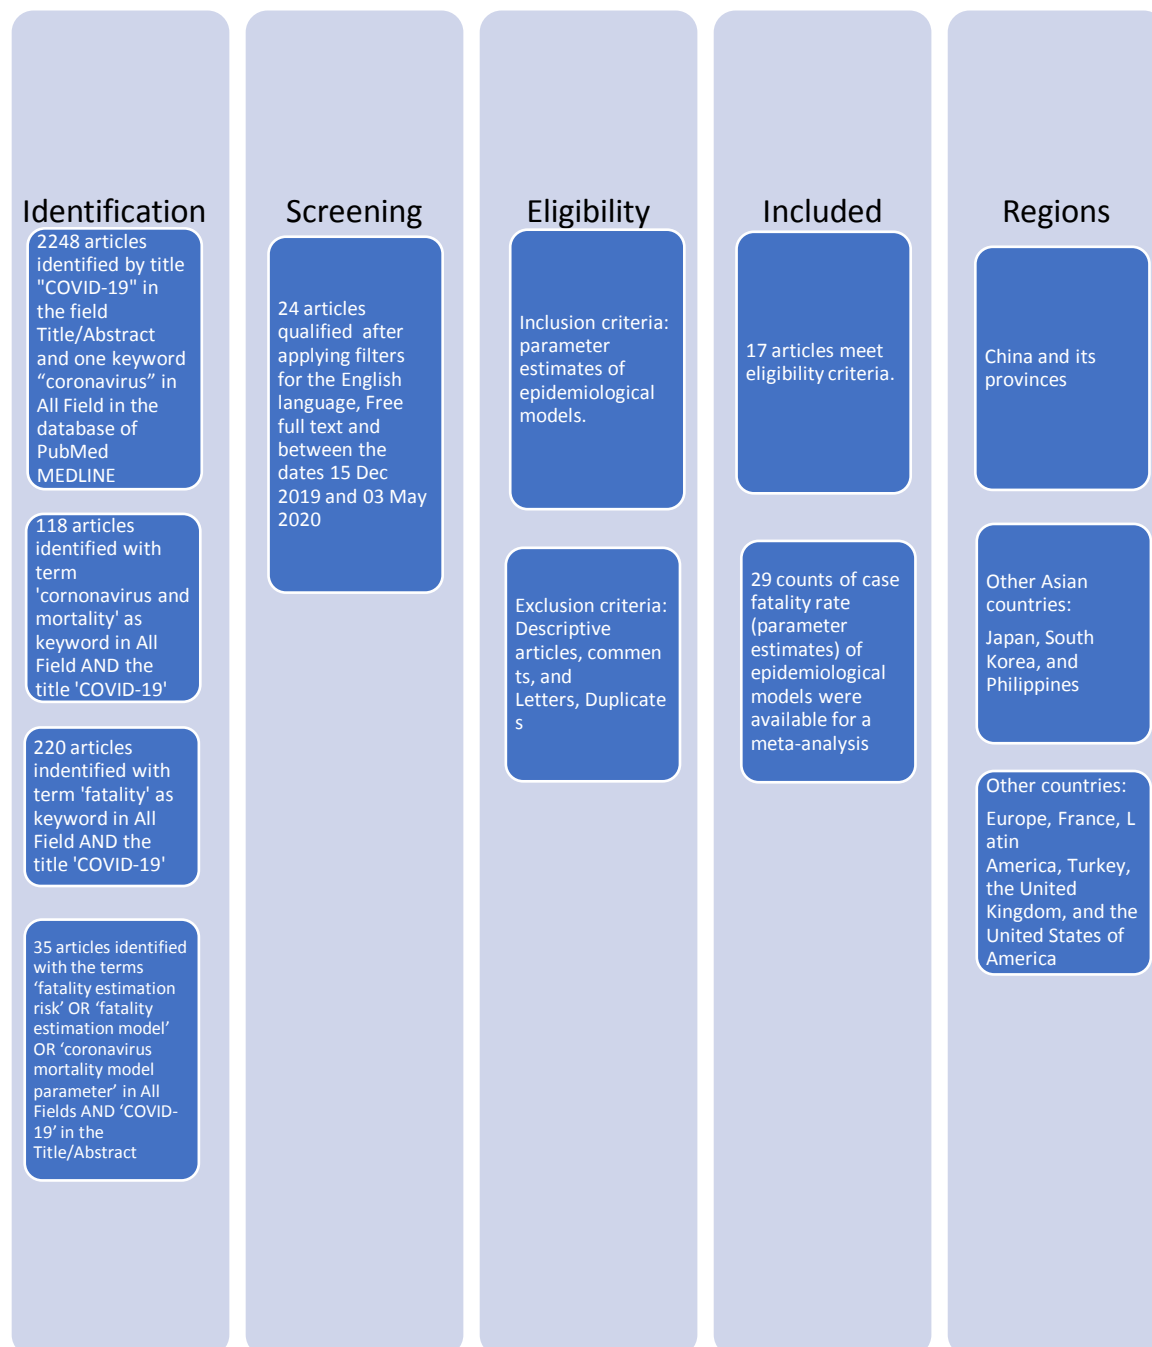 Identification
2248 articles
identified by title
"COVID-19" in
the field
Title/Abstract
and one keyword
“coronavirus” in
All Field in the
database of
PubMed
MEDLINE
118 articles
identified with
term
'cornonavirus and
mortality' as
keyword in All
Field AND the
title 'COVID-19'
220 articles
indentified with
term 'fatality' as
keyword in All
Field AND the
title 'COVID-19'
35 articles identified
with the terms
‘fatality estimation
risk’ OR ‘fatality
estimation model’
OR ‘coronavirus
mortality model
parameter’ in All
Fields AND ‘COVID-
19’ in the
Title/Abstract
Screening
24 articles
qualified after
applying filters
for the English
language, Free
full text and
between the
dates 15 Dec
2019 and 03 May
2020
Eligibility
Inclusion criteria:
parameter
estimates of
epidemiological
models.
Exclusion criteria:
Descriptive
articles, commen
ts, and
Letters, Duplicate
s
Included
17 articles meet
eligibility criteria.
29 counts of case
fatality rate
(parameter
estimates) of
epidemiological
models were
available for a
meta-analysis
Regions
China and its
provinces
Other Asian
countries:
Japan, South
Korea, and
Philippines
Other countries:
Europe, France, L
atin
America, Turkey,
the United
Kingdom, and the
United States of
America